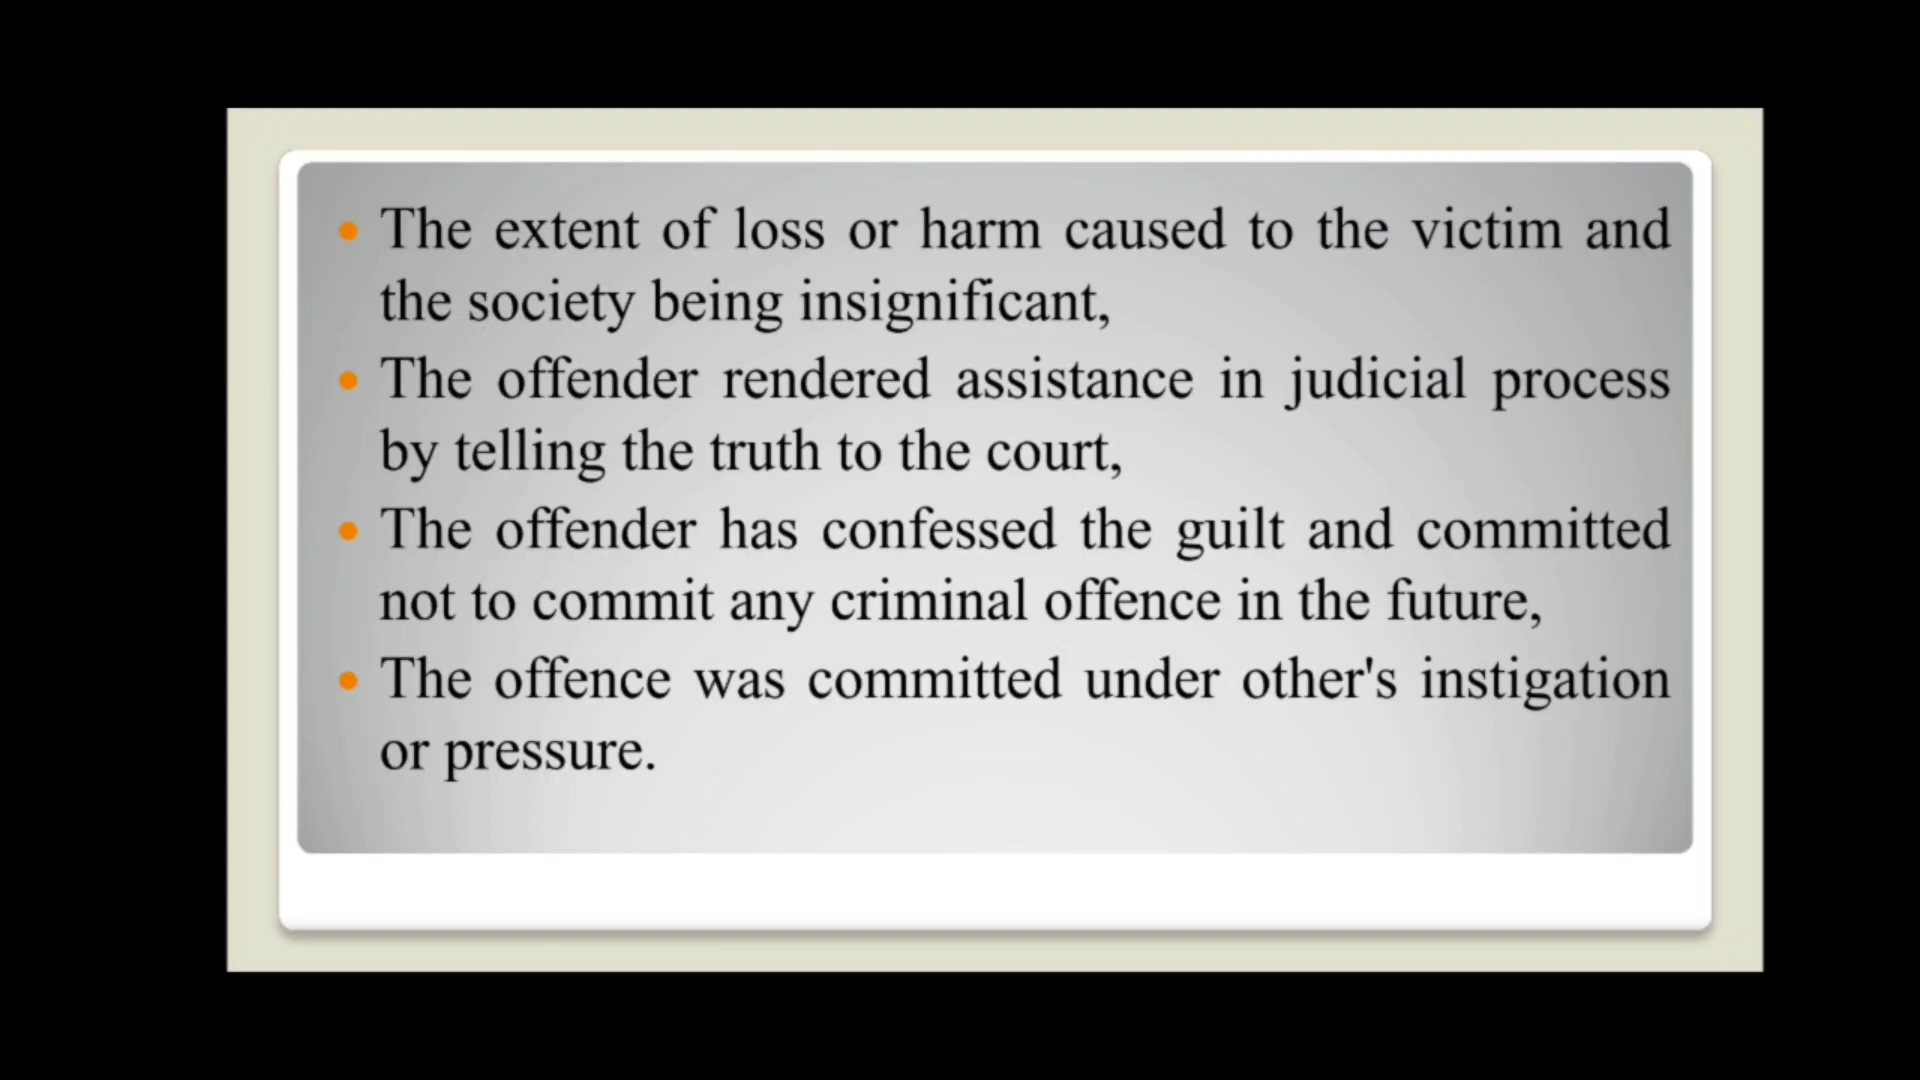 The extent of loss or harm caused to the victim and
the society being insignificant,
The offender rendered assistance in judicial process
by telling the truth to the court,
The offender has confessed the guilt and committed
not to commit any criminal offence in the future,
The offence was committed under other's instigation
or pressure.